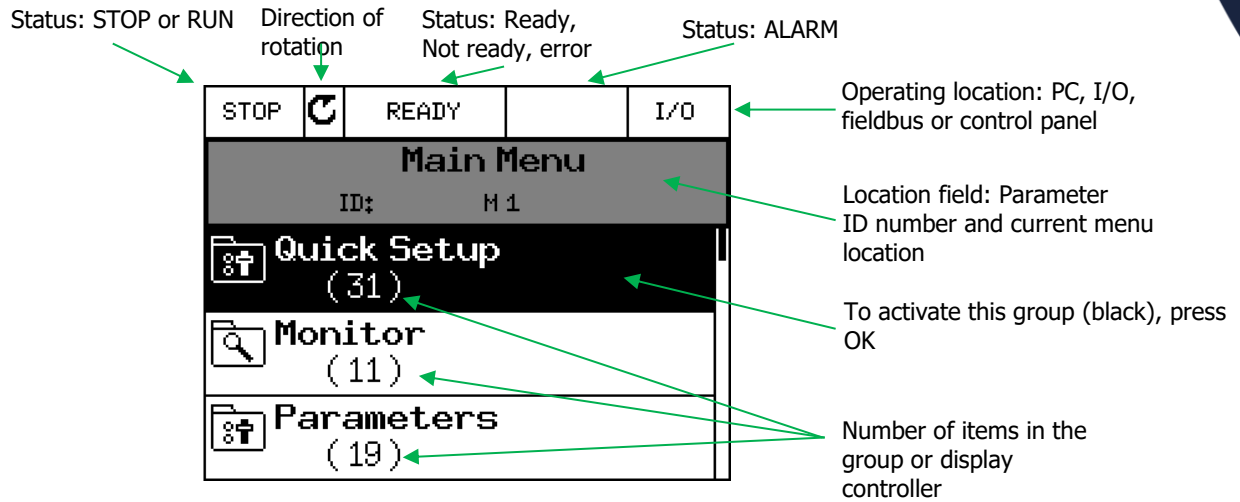 Status: STOP or RUN
Direction of
rotation
Status: Ready,
Not ready, error
Status: ALARM
STOP
READY
I/O
Operating location: PC, I/O,
fieldbus or control panel
Main Menu
ID: M1
Location field: Parameter
ID number and current menu
location
Quick Setup
(31)
To activate this group (black), press
OK
Monitor
(11)
Parameters
(19)
Number of items in the
group or display
controller